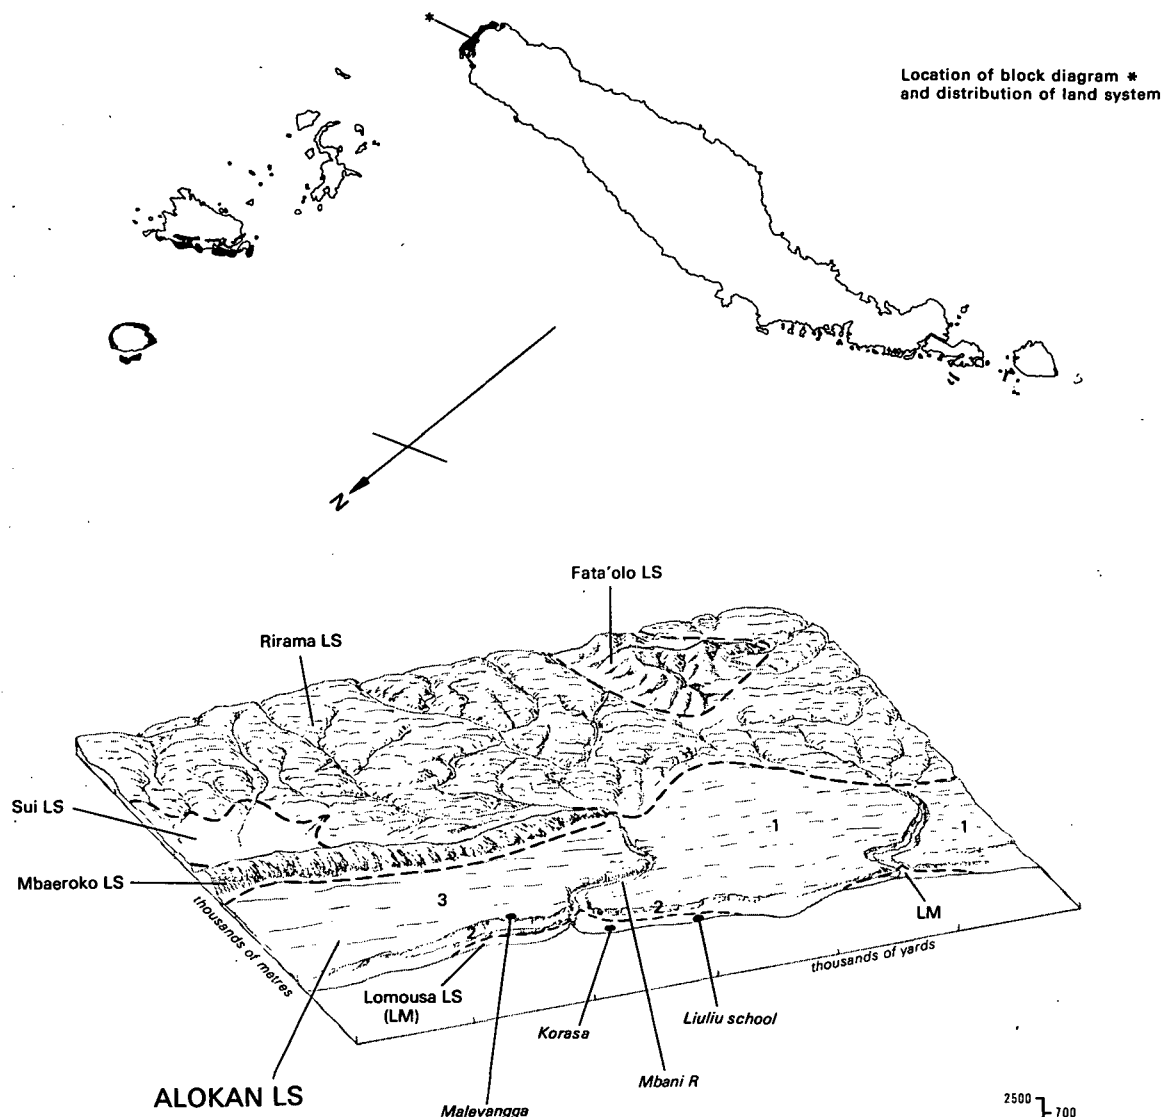 *
Location of block diagram *
and distribution of land system
N
Fata'olo LS
Rirama LS
Sui LS
Mbaeroko LS
thousands of metres
1
1
3
2
2
LM
thousands of yards
Lomousa LS
(LM)
Liuliu school
Korasa
Mbani R
ALOKAN LS
Malevangga
2500
700